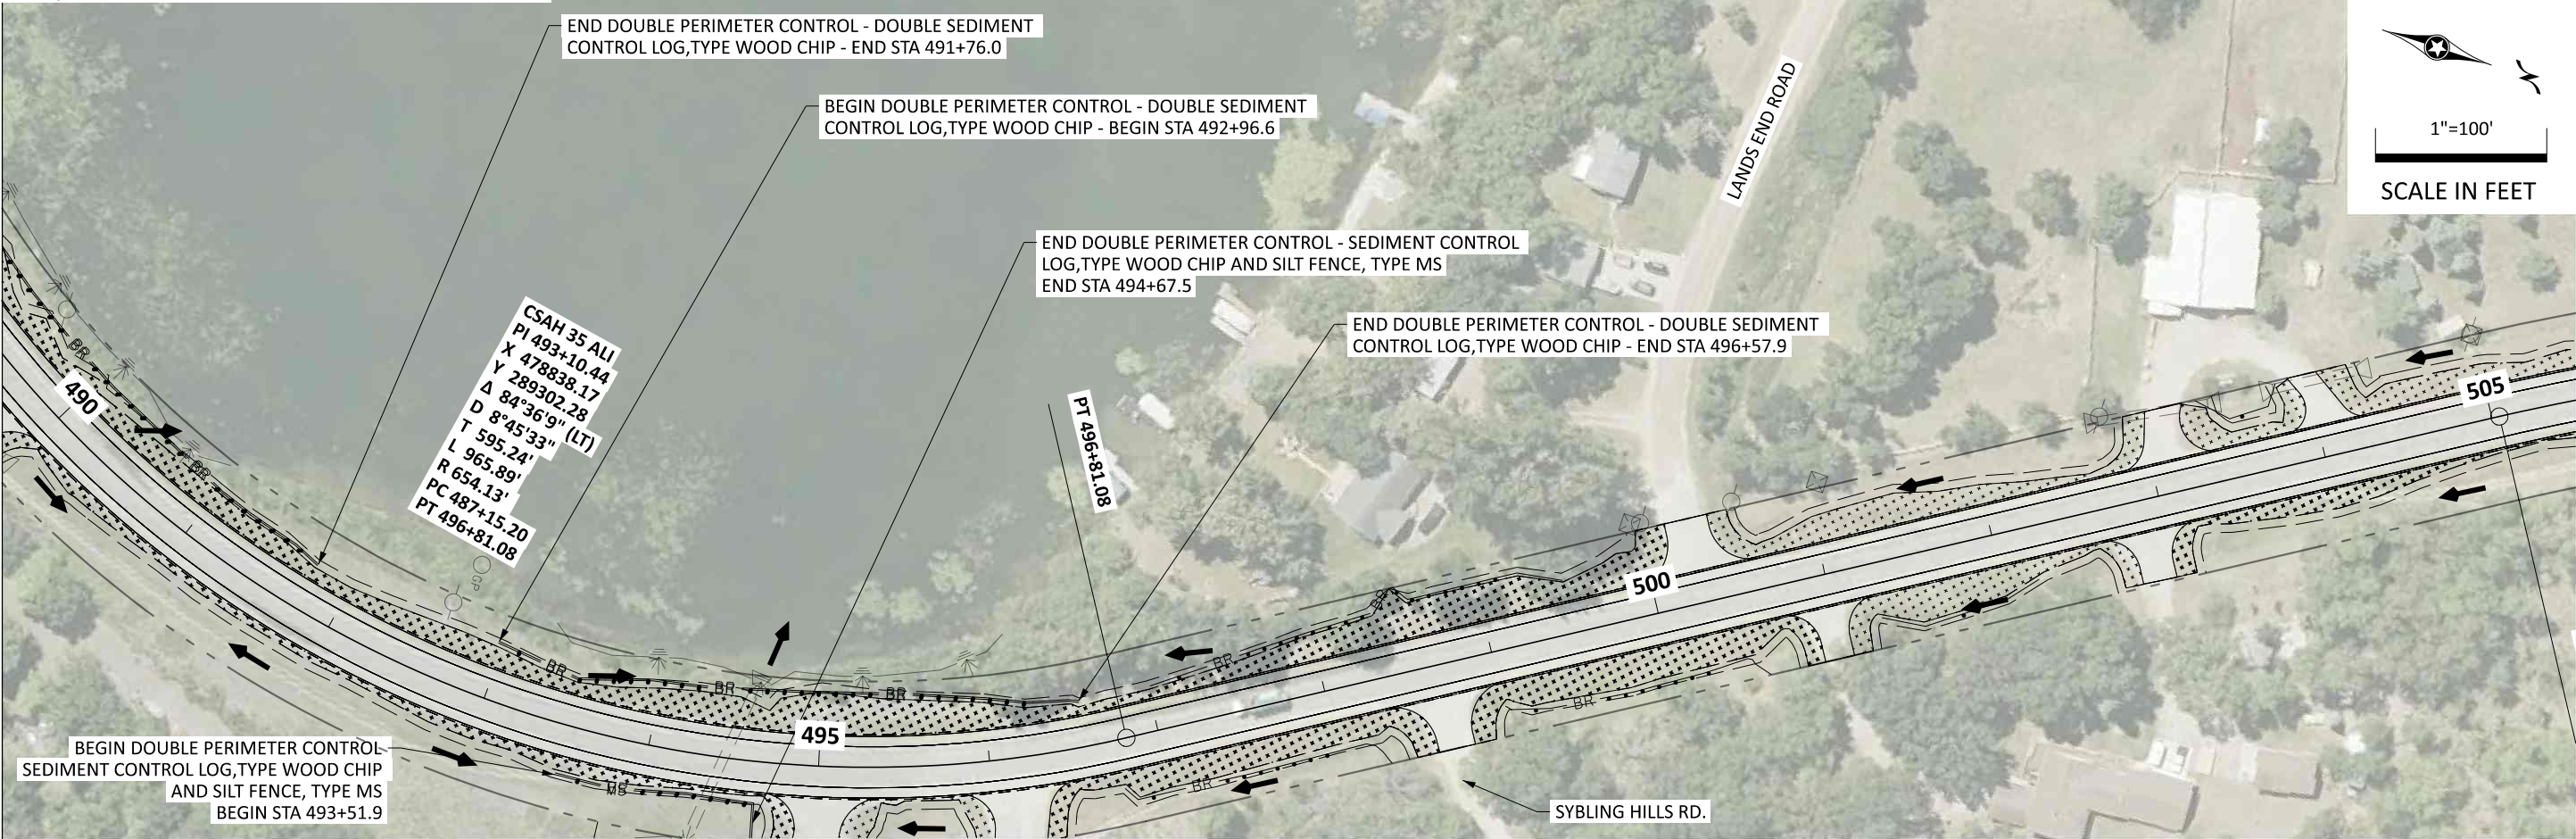 END DOUBLE PERIMETER CONTROL - DOUBLE SEDIMENT
CONTROL LOG,TYPE WOOD CHIP - END STA 491+76.0
BEGIN DOUBLE PERIMETER CONTROL - DOUBLE SEDIMENT
CONTROL LOG,TYPE WOOD CHIP - BEGIN STA 492+96.6
LANDS END ROAD
1"=100'
SCALE IN FEET
END DOUBLE PERIMETER CONTROL - SEDIMENT CONTROL
LOG,TYPE WOOD CHIP AND SILT FENCE, TYPE MS
END STA 494+67.5
END DOUBLE PERIMETER CONTROL - DOUBLE SEDIMENT
CONTROL LOG,TYPE WOOD CHIP - END STA 496+57.9
CSAH 35 ALI
PI 493+10.44
X 478838.17
Y 289302.28
Δ 84°36'9" (LT)
D 8°45'33"
T 595.24'
L 965.89'
R 654.13'
PC 487+15.20
PT 496+81.08
PT 496+81.08
BR
490
BR
GP
BR
BR
BR
495
BR
BR
500
505
BR
BR
MS
BEGIN DOUBLE PERIMETER CONTROL
SEDIMENT CONTROL LOG,TYPE WOOD CHIP
AND SILT FENCE, TYPE MS
BEGIN STA 493+51.9
SYBLING HILLS RD.